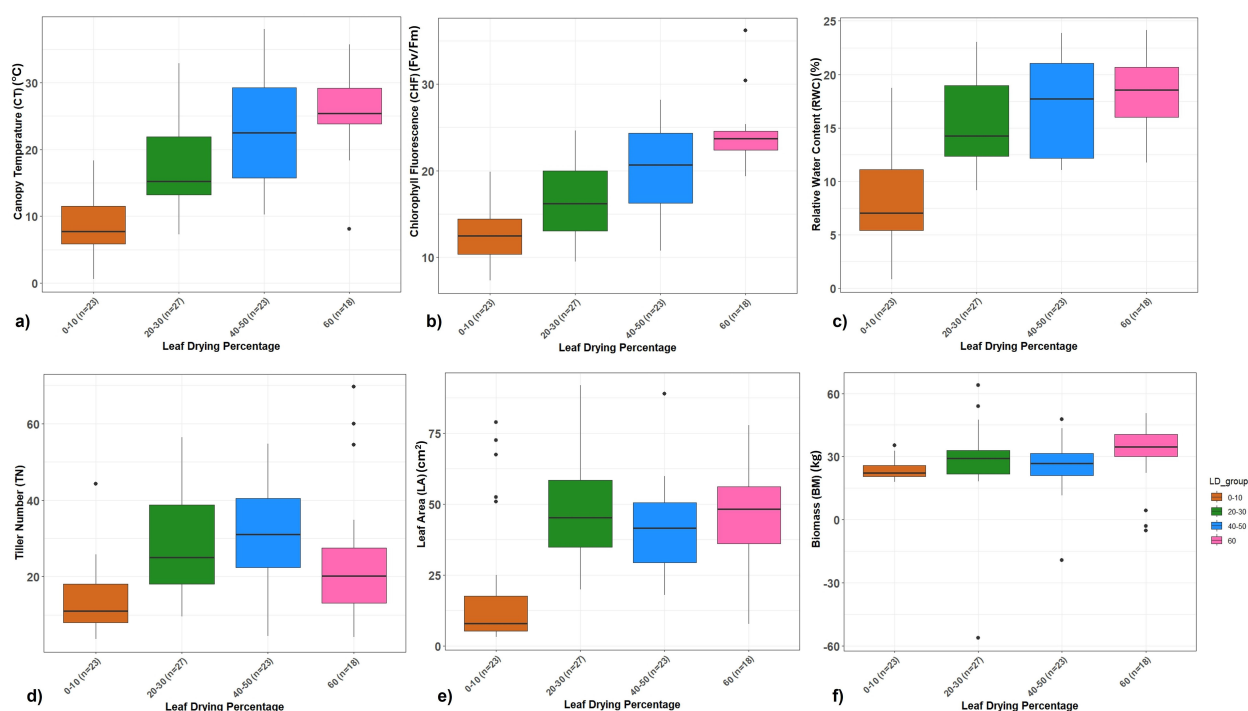 Canopy Temperature (CT) (°C)
30
20
10
0
0-10 (n=23)
20-30 (n=27)
40-50 (n=23)
60 (n=18)
Leaf Drying Percentage
a)
Chlorophyll Fluorescence (CHF) (Fv/Fm)
30
20
10
0-10 (n=23)
20-30 (n=27)
40-50 (n=23)
60 (n=18)
Leaf Drying Percentage
b)
Relative Water Content (RWC) (%)
25
20
15
10
5
0
0-10 (n=23)
20-30 (n=27)
40-50 (n=23)
60 (n=18)
Leaf Drying Percentage
c)
Tiller Number (TN)
60
40
20
0-10 (n=23)
20-30 (n=27)
40-50 (n=23)
60 (n=18)
Leaf Drying Percentage
d)
Leaf Area (LA) (cm²)
75
50
25
0
0-10 (n=23)
20-30 (n=27)
40-50 (n=23)
60 (n=18)
Leaf Drying Percentage
e)
Biomass (BM) (kg)
60
30
0
-30
-60
0-10 (n=23)
20-30 (n=27)
40-50 (n=23)
60 (n=18)
Leaf Drying Percentage
f)
LD_group
0-10
20-30
40-50
60